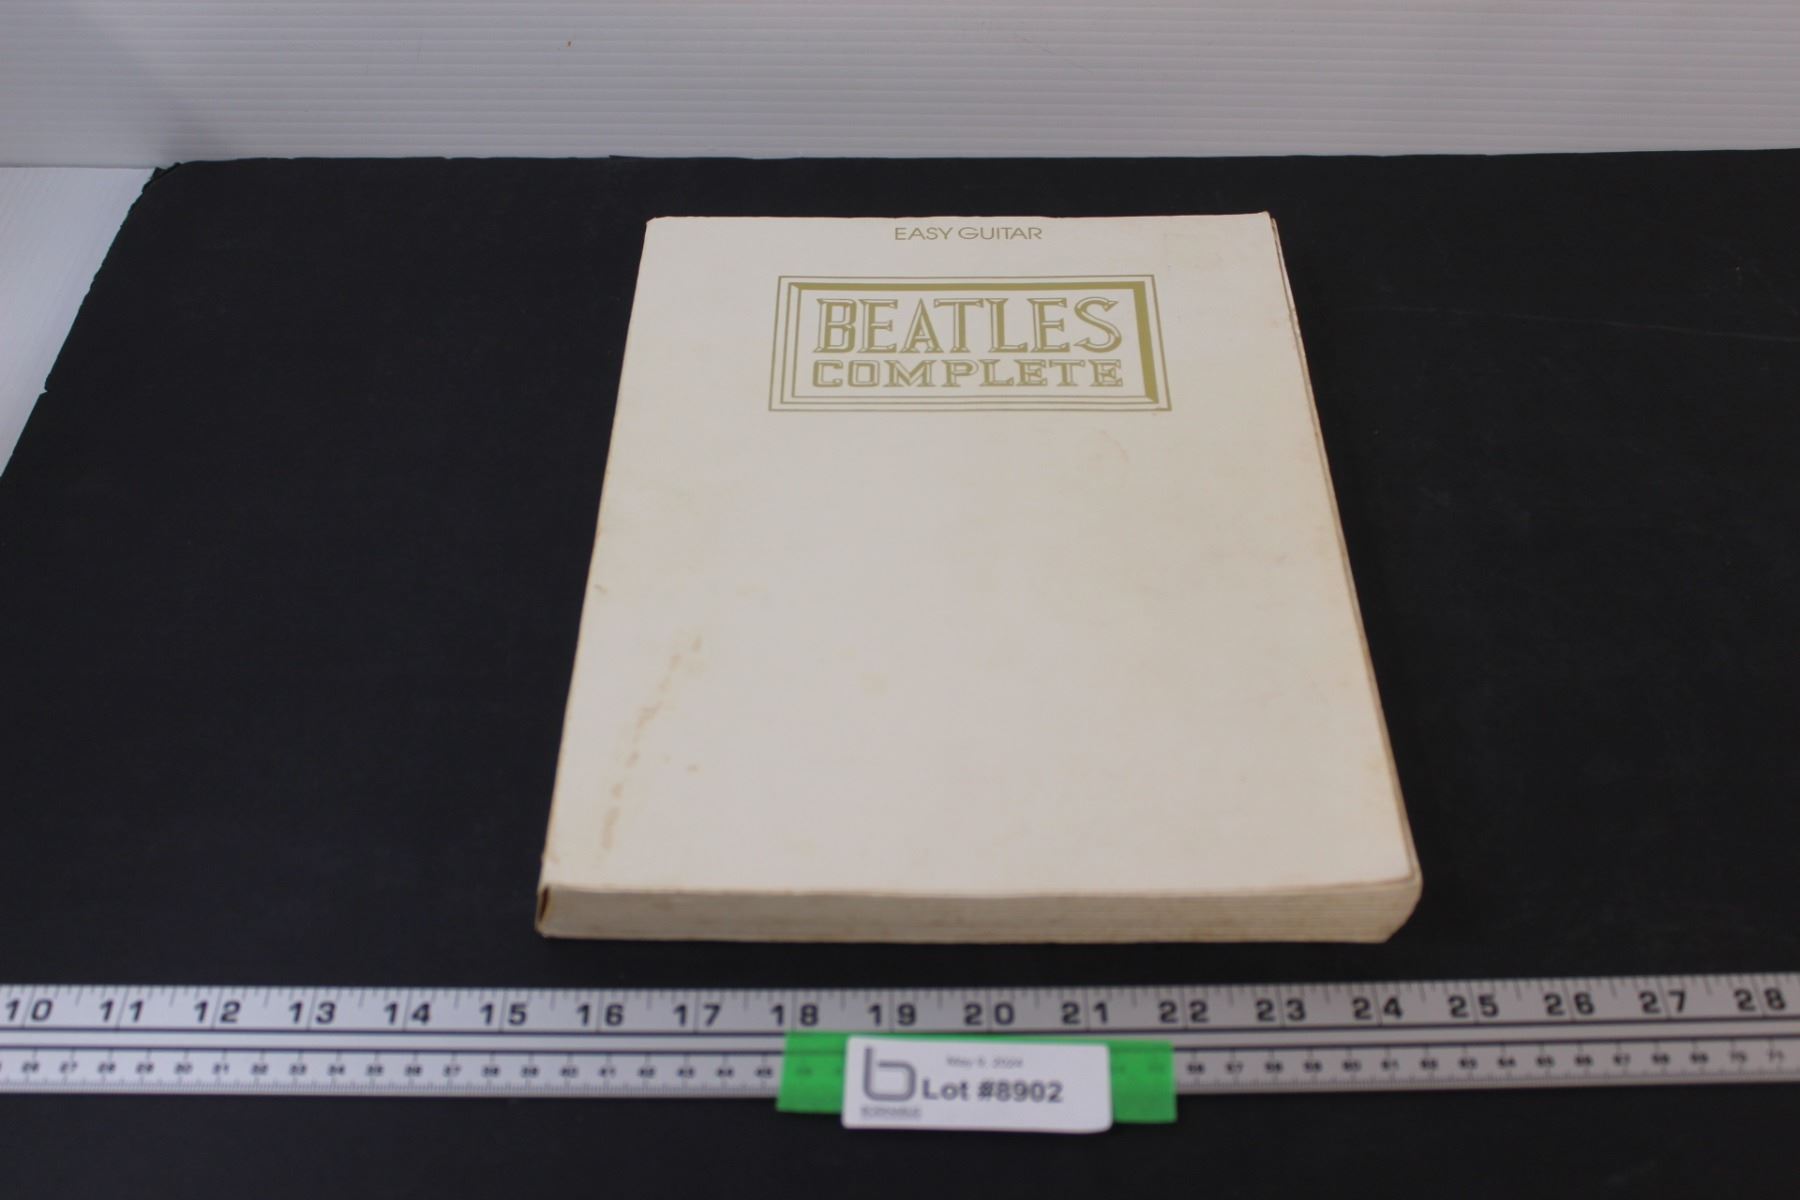 EASY GUITAR
BEATLES
COMPLETE
10 11 12 13 14 15 16 17 18 19 20 21 22 23 24 25 26 27 28
b
Lot #8902